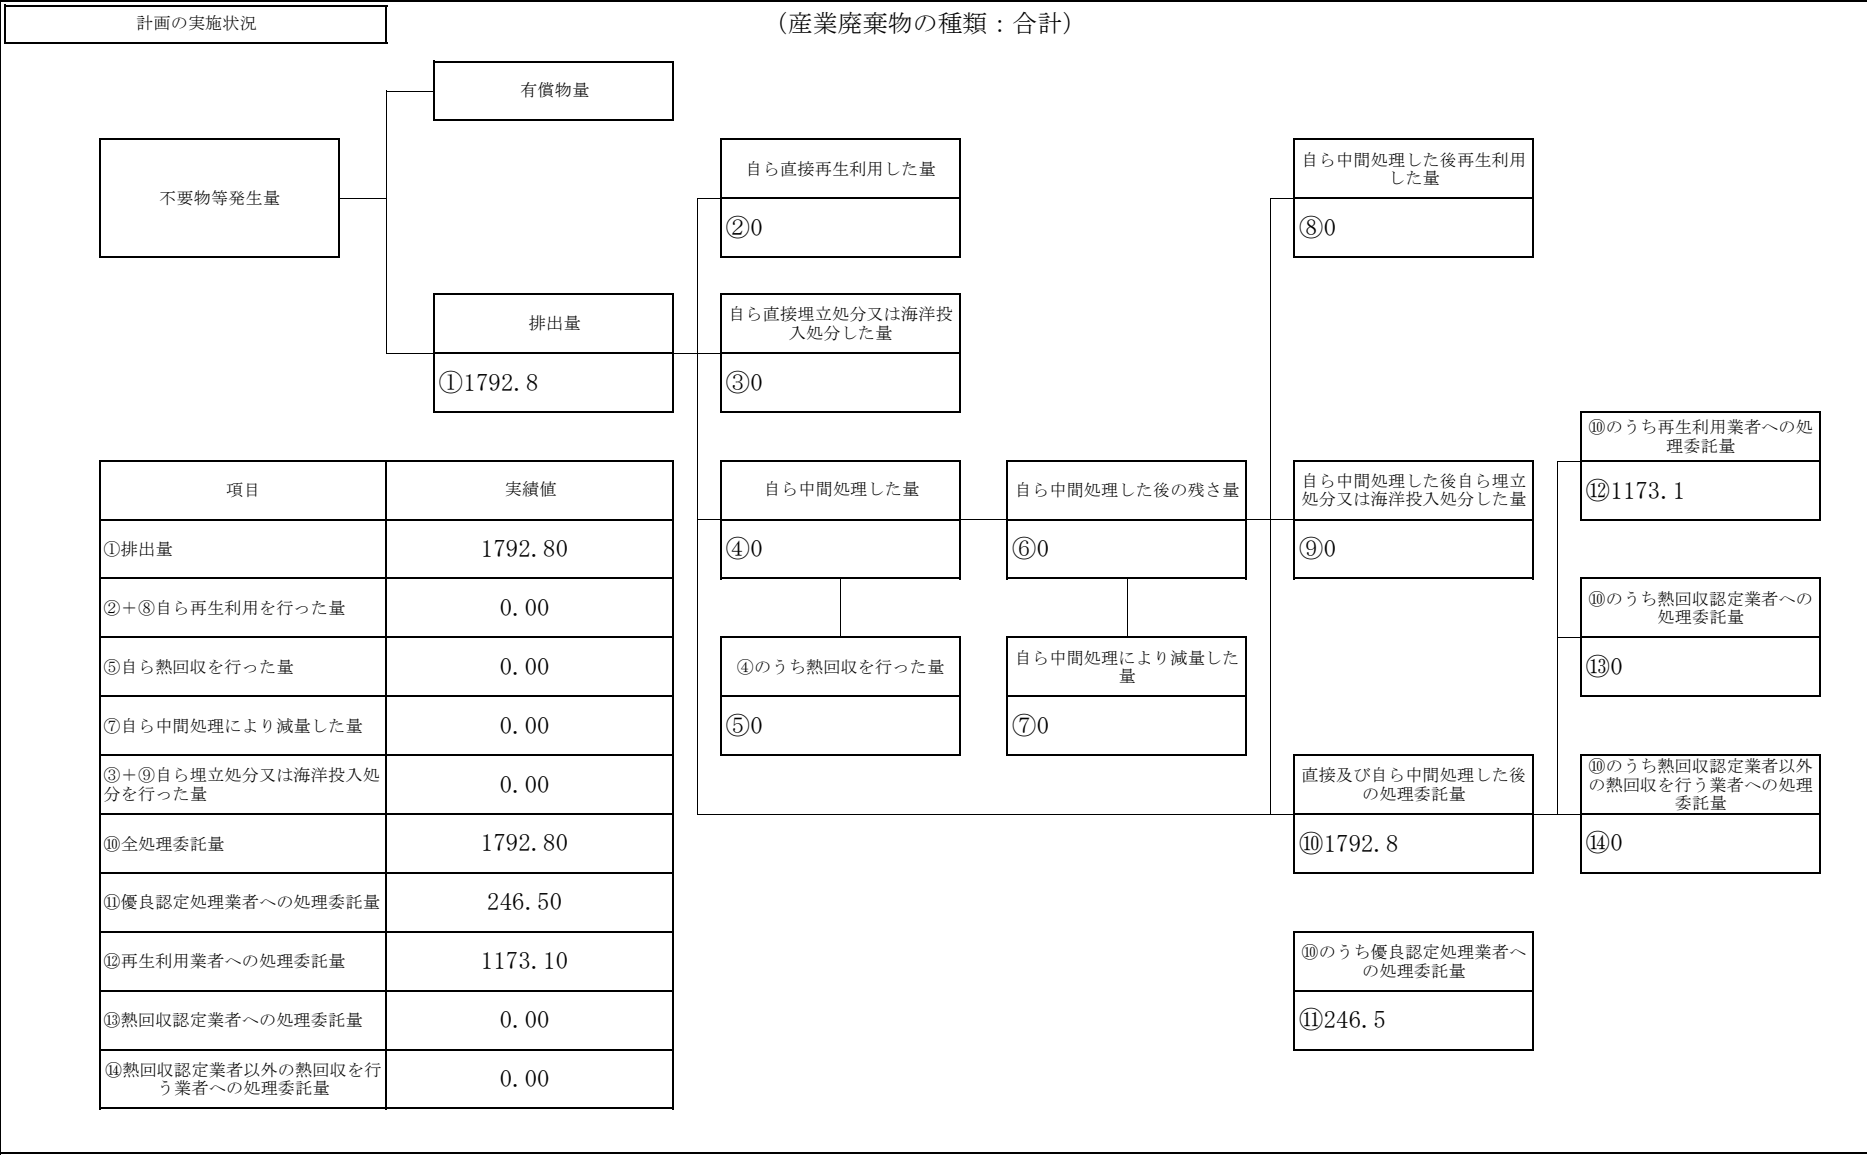 計画の実施状況
（産業廃棄物の種類：合計）
有償物量
不要物等発生量
自ら直接再生利用した量
②0
自ら中間処理した後再生利用
した量
⑧0
排出量
①1792.8
自ら直接埋立処分又は海洋投
入処分した量
③0
⑩のうち再生利用業者への処
理委託量
⑫1173.1
自ら中間処理した量
④0
自ら中間処理した後の残さ量
⑥0
自ら中間処理した後自ら埋立
処分又は海洋投入処分した量
⑨0
⑩のうち熱回収認定業者への
処理委託量
⑬0
④のうち熱回収を行った量
⑤0
自ら中間処理により減量した
量
⑦0
直接及び自ら中間処理した後
の処理委託量
⑩1792.8
⑩のうち熱回収認定業者以外
の熱回収を行う業者への処理
委託量
⑭0
⑩のうち優良認定処理業者へ
の処理委託量
⑪246.5
項目 実績値
①排出量 1792.80
②＋⑧自ら再生利用を行った量 0.00
⑤自ら熱回収を行った量 0.00
⑦自ら中間処理により減量した量 0.00
③＋⑨自ら埋立処分又は海洋投入処
分を行った量 0.00
⑩全処理委託量 1792.80
⑪優良認定処理業者への処理委託量 246.50
⑫再生利用業者への処理委託量 1173.10
⑬熱回収認定業者への処理委託量 0.00
⑭熱回収認定業者以外の熱回収を行
う業者への処理委託量 0.00